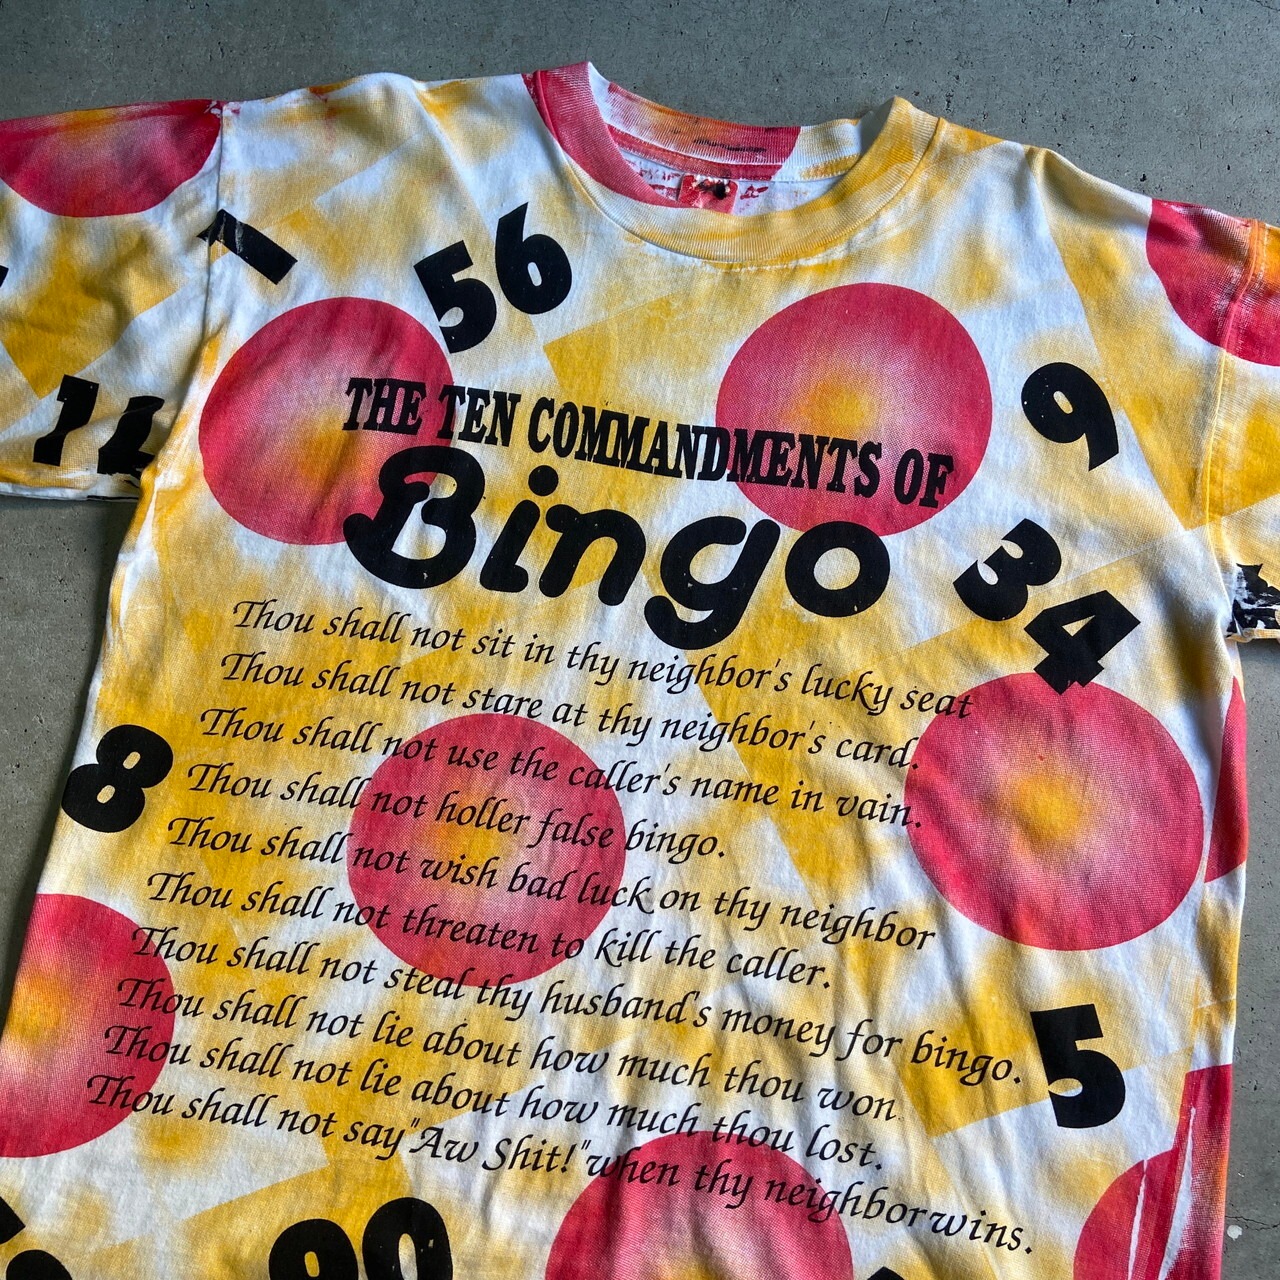 56
9
THE TEN COMMANDMENTS OF
Bingo
34
Thou shall not sit in thy neighbor's lucky seat
Thou shall not stare at thy neighbor's card.
Thou shall not use the caller's name in vain.
8
Thou shall not holler false bingo.
Thou shall not wish bad luck on thy neighbor
Thou shall not threaten to kill the caller.
Thou shall not steal thy husband's money for bingo.
Thou shall not lie about how much thou won.
5
Thou shall not lie about how much thou lost.
Thou shall not say "Aw Shit!" when thy neighbor wins.
90